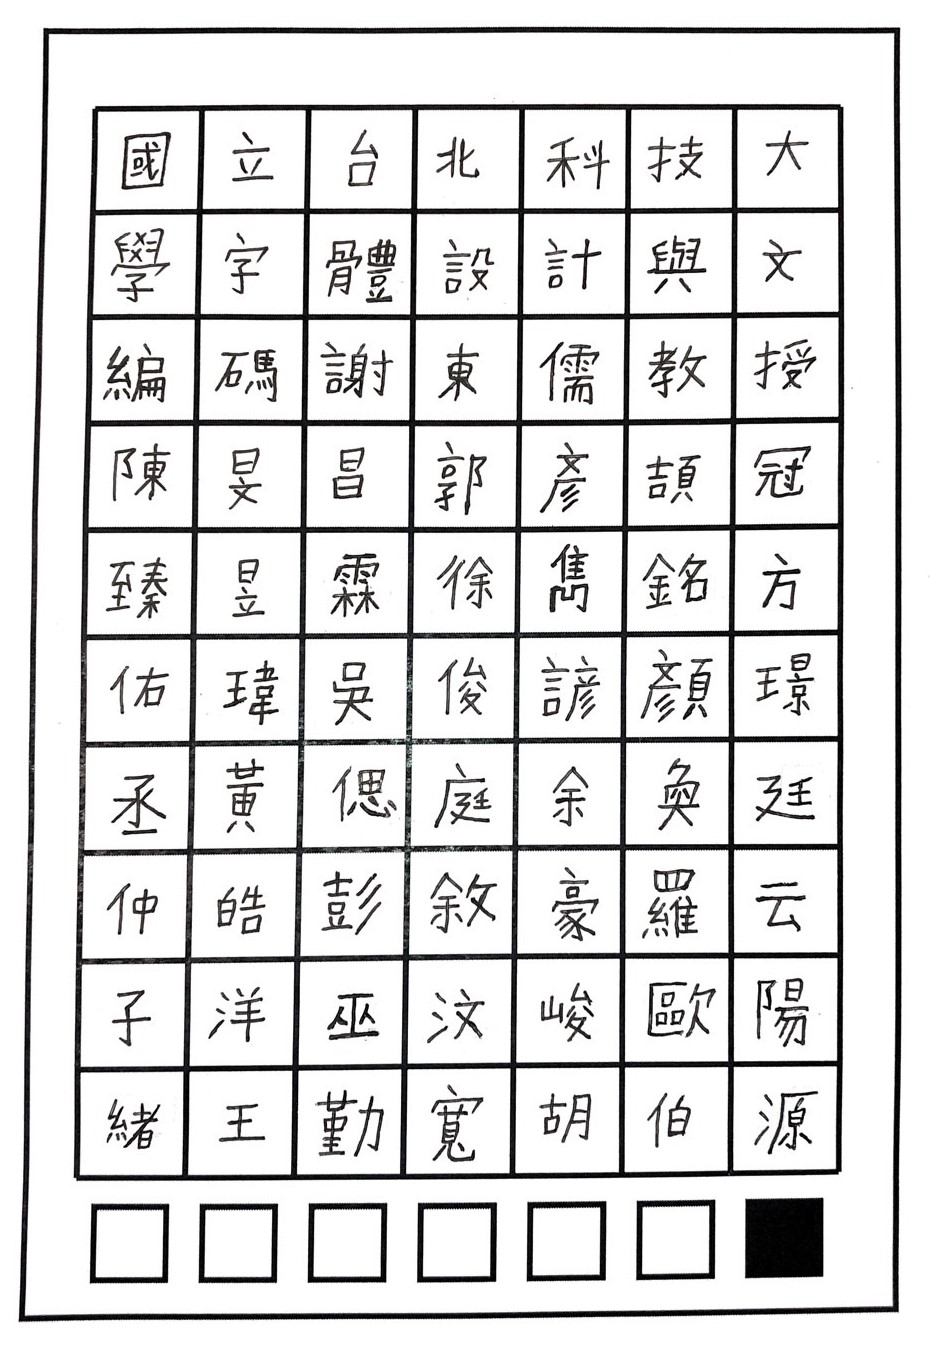 國立台北科技大
學字體設計與文
編碼謝東儒教授
陳旻昌郭彥頡冠
臻昱霖徐雋銘方
佑瑋吳俊諺顏璟
丞黃偲庭余奐廷
仲皓彭敘豪羅云
子洋巫汶峻歐陽
緒王勤寬胡伯源